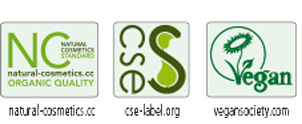 NC NATURAL
COSMETICS
STANDARD
natural-cosmetics.cc
ORGANIC QUALITY
cse
Vegan
natural-cosmetics.cc cse-label.org vegansociety.com